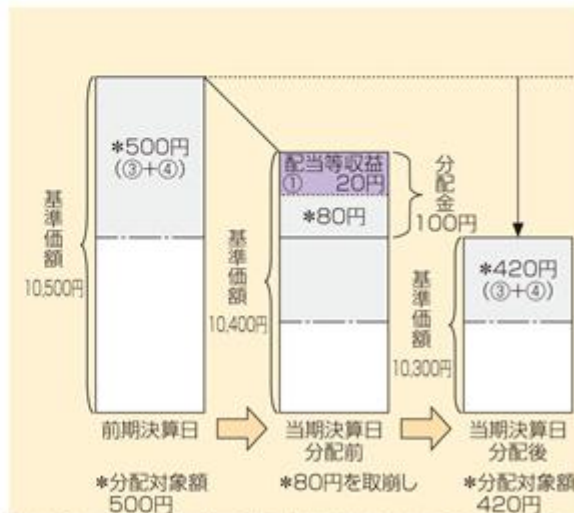 *500円
(③+④)
基準価額
10,500円
前期決算日
*分配対象額
500円
配当等収益
① 20円
*80円
分配金
100円
基準価額
10,400円
当期決算日
分配前
*80円を取崩し
*420円
(③+④)
基準価額
10,300円
当期決算日
分配後
*分配対象額
420円